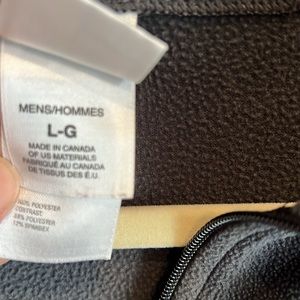 MENS/HOMMES
L-G
MADE IN CANADA
OF US MATERIALS
FABRIQUÉ AU CANADA
DE TISSUS DES É.U.
100% POLYESTER
CONTRAST:
88% POLYESTER
12% SPANDEX